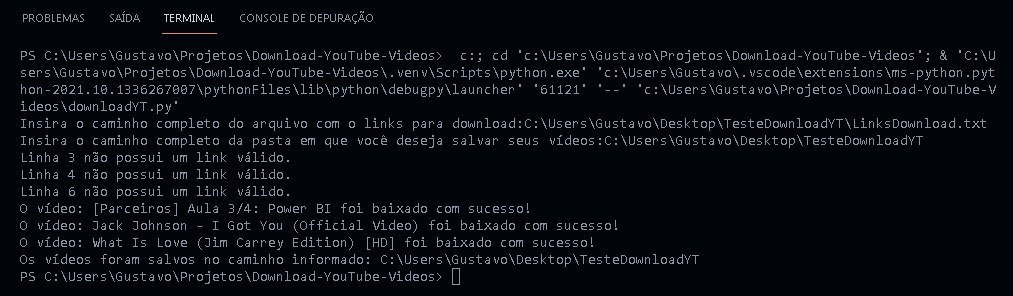 PROBLEMAS SAÍDA TERMINAL CONSOLE DE DEPURAÇÃO
PS C:\Users\Gustavo\Projetos\Download-YouTube-Videos>  c:; cd 'c:\Users\Gustavo\Projetos\Download-YouTube-Videos'; & 'C:\U
sers\Gustavo\Projetos\Download-YouTube-Videos\.venv\Scripts\python.exe' 'c:\Users\Gustavo\.vscode\extensions\ms-python.pyt
hon-2021.10.1336267007\pythonFiles\lib\python\debugpy\launcher' '61121' '--' 'c:\Users\Gustavo\Projetos\Download-YouTube-V
ideos\downloadYT.py'
Insira o caminho completo do arquivo com o links para download:C:\Users\Gustavo\Desktop\TesteDownloadYT\LinksDownload.txt
Insira o caminho completo da pasta em que você deseja salvar seus vídeos:C:\Users\Gustavo\Desktop\TesteDownloadYT
Linha 3 não possui um link válido.
Linha 4 não possui um link válido.
Linha 6 não possui um link válido.
O vídeo: [Parceiros] Aula 3/4: Power BI foi baixado com sucesso!
O vídeo: Jack Johnson - I Got You (Official Video) foi baixado com sucesso!
O vídeo: What Is Love (Jim Carrey Edition) [HD] foi baixado com sucesso!
Os vídeos foram salvos no caminho informado: C:\Users\Gustavo\Desktop\TesteDownloadYT
PS C:\Users\Gustavo\Projetos\Download-YouTube-Videos>